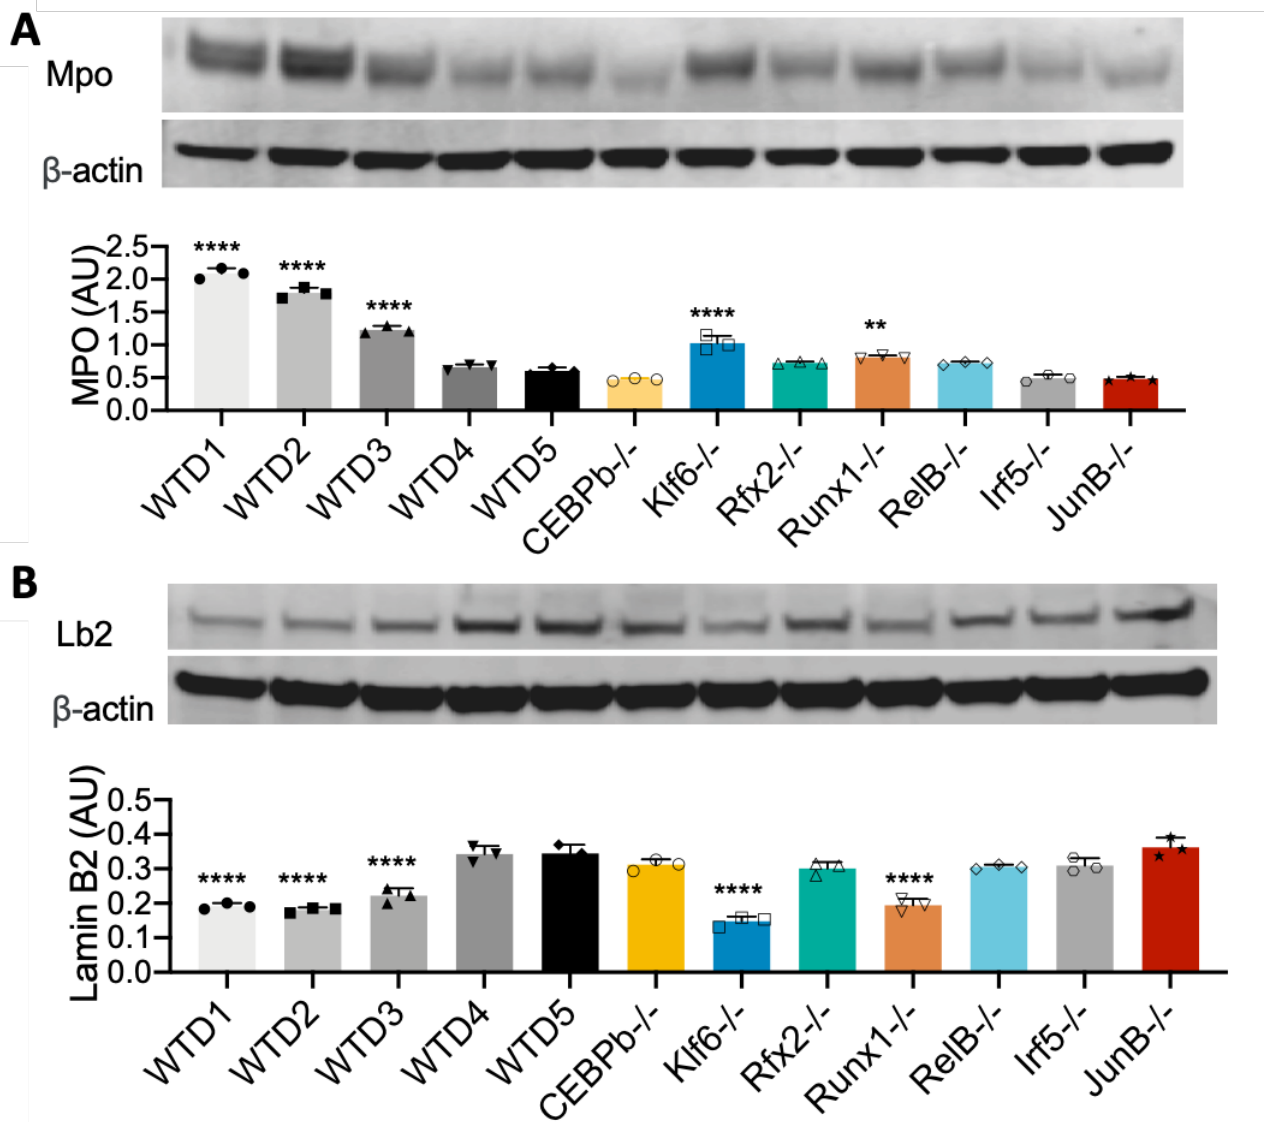 A
Mpo
β-actin
MPO (AU)
2.5
2.0
1.5
1.0
0.5
0.0
**** **** **** **** **
WTD1 WTD2 WTD3 WTD4 WTD5 CEBPb-/- Klf6-/- Rfx2-/- Runx1-/- RelB-/- Irf5-/- JunB-/-
B
Lb2
β-actin
Lamin B2 (AU)
0.5
0.4
0.3
0.2
0.1
0.0
**** **** **** **** ****
WTD1 WTD2 WTD3 WTD4 WTD5 CEBPb-/- Klf6-/- Rfx2-/- Runx1-/- RelB-/- Irf5-/- JunB-/-